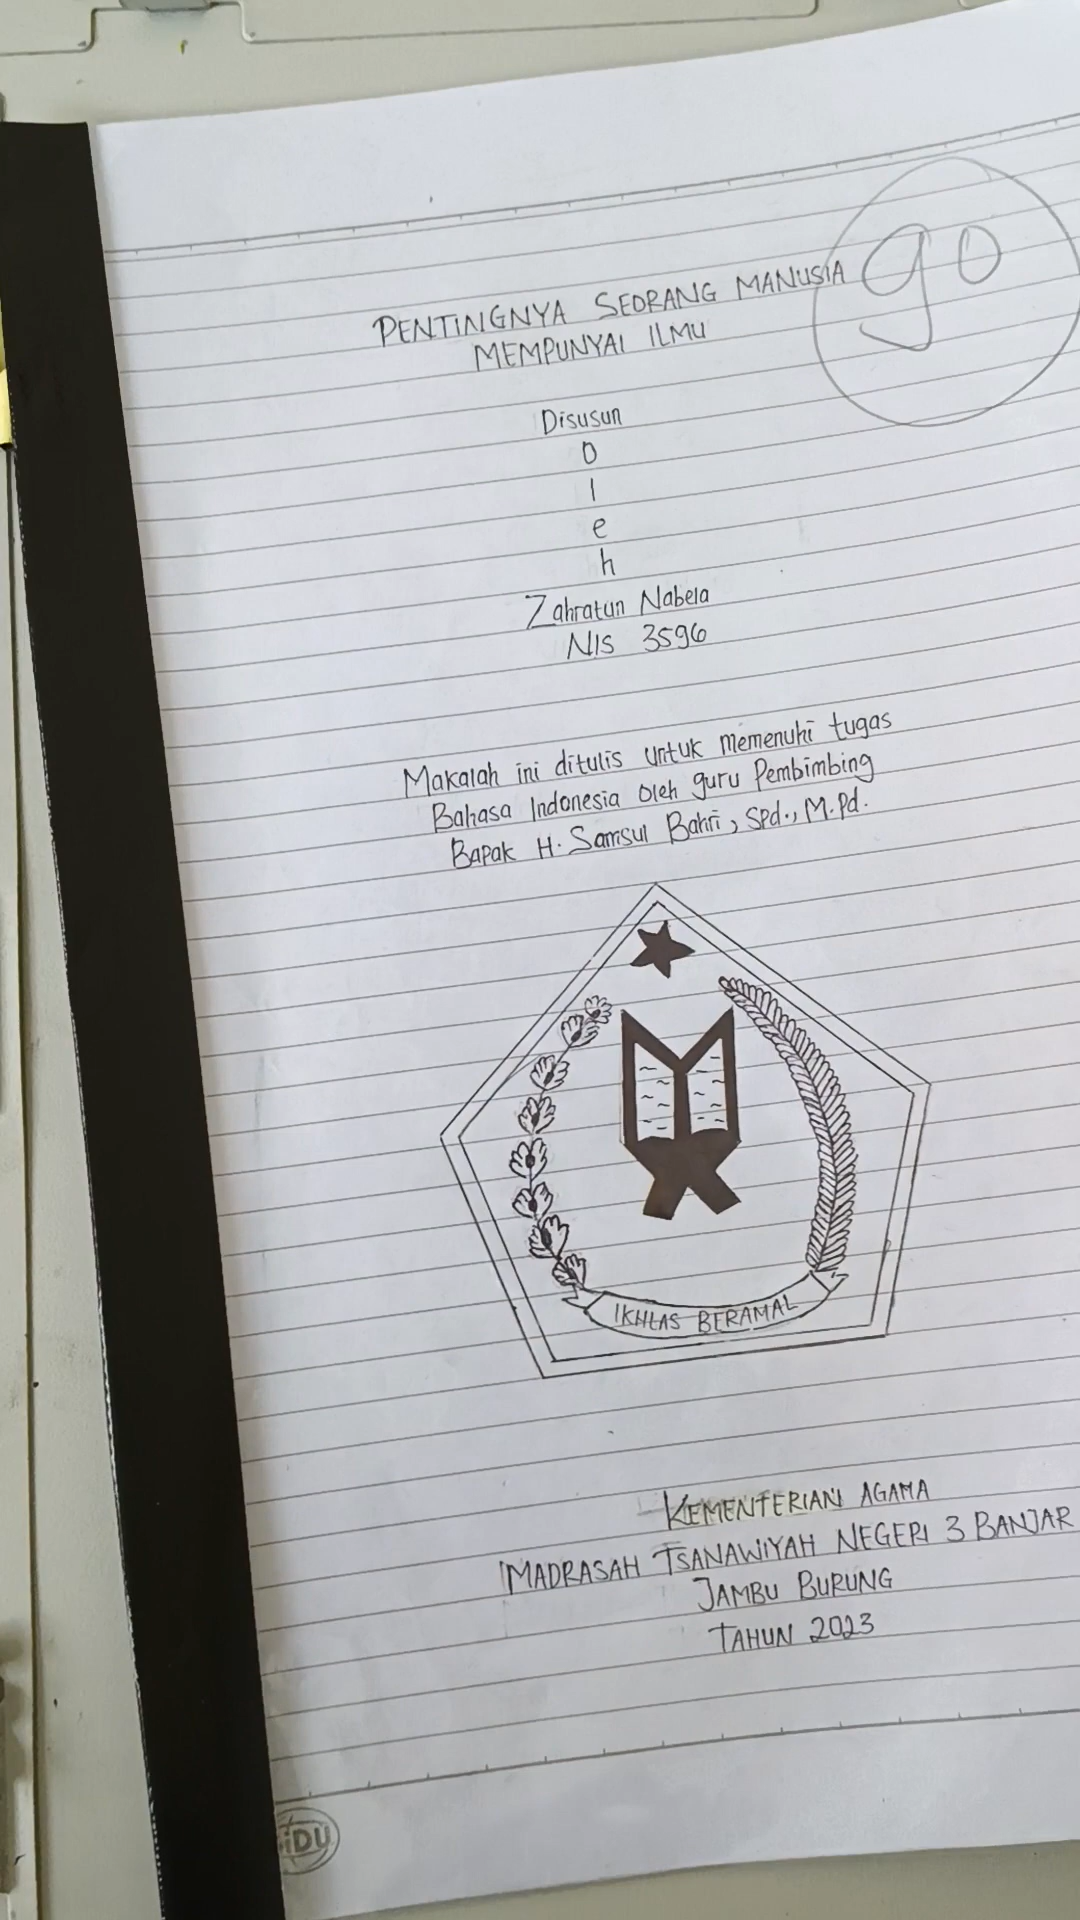 90
PENTINGNYA SEORANG MANUSIA
MEMPUNYAI ILMU
Disusun
O
l
e
h
Zahratun Nabela
NIS 3596
Makalah ini ditulis untuk memenuhi tugas
Bahasa Indonesia oleh guru Pembimbing
Bapak H. Samsul Bahri, Spd., M.Pd.
IKHLAS BERAMAL
KEMENTERIAN AGAMA
MADRASAH TSANAWIYAH NEGERI 3 BANJAR
JAMBU BURUNG
TAHUN 2023
SiDU